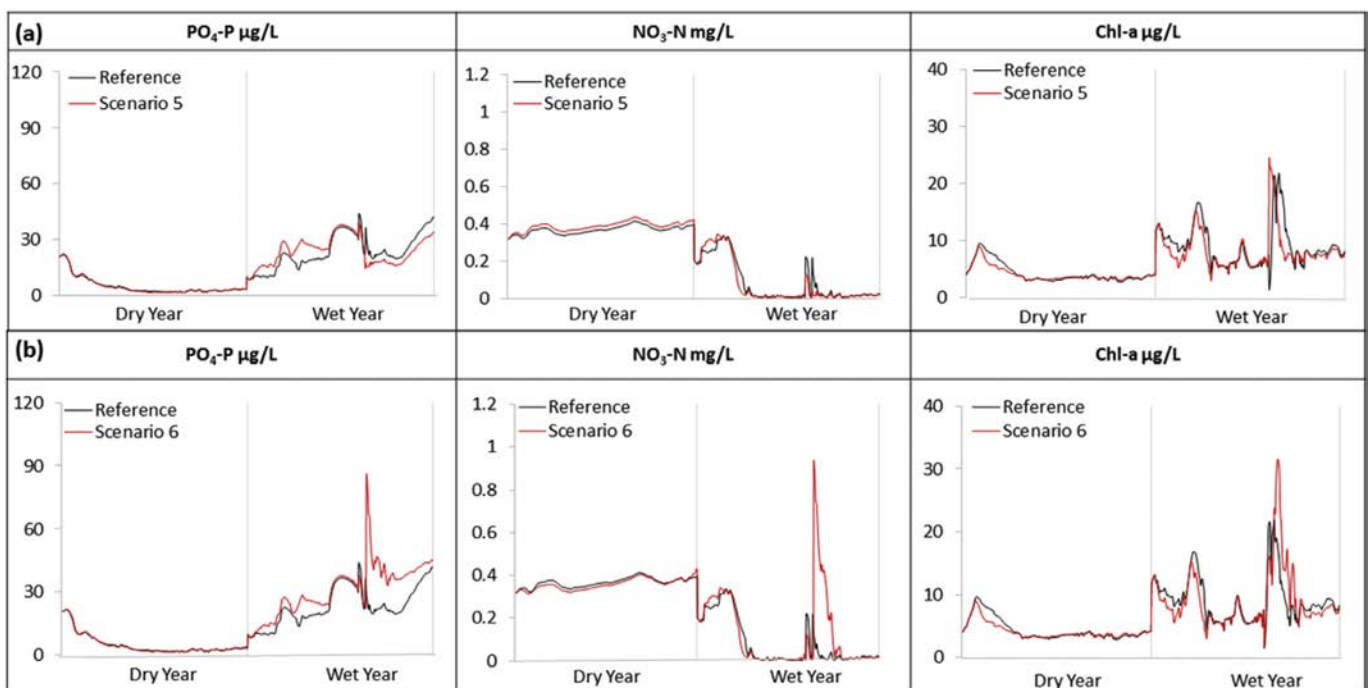 (a) PO₄-P µg/L NO₃-N mg/L Chl-a µg/L
120
90
60
30
0
Reference
Scenario 5
Dry Year Wet Year
1.2
1
0.8
0.6
0.4
0.2
0
Reference
Scenario 5
Dry Year Wet Year
40
30
20
10
0
Reference
Scenario 5
Dry Year Wet Year
(b) PO₄-P µg/L NO₃-N mg/L Chl-a µg/L
120
90
60
30
0
Reference
Scenario 6
Dry Year Wet Year
1.2
1
0.8
0.6
0.4
0.2
0
Reference
Scenario 6
Dry Year Wet Year
40
30
20
10
0
Reference
Scenario 6
Dry Year Wet Year